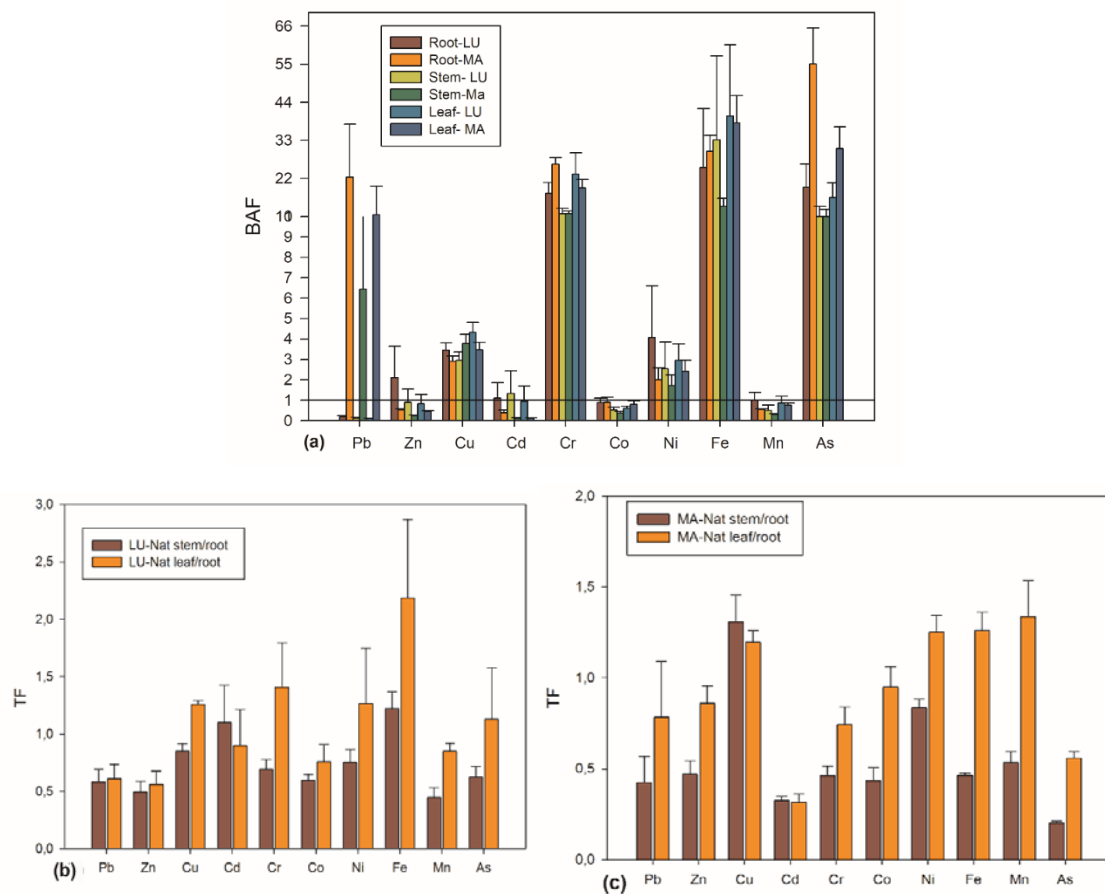 66
55
44
33
22
10
9
8
7
6
5
4
3
2
1
0
BAF
Root-LU
Root-MA
Stem- LU
Stem-Ma
Leaf- LU
Leaf- MA
(a)
Pb Zn Cu Cd Cr Co Ni Fe Mn As
3,0
2,5
2,0
1,5
1,0
0,5
0,0
TF
LU-Nat stem/root
LU-Nat leaf/root
(b)
Pb Zn Cu Cd Cr Co Ni Fe Mn As
2,0
1,5
1,0
0,5
0,0
TF
MA-Nat stem/root
MA-Nat leaf/root
(c)
Pb Zn Cu Cd Cr Co Ni Fe Mn As